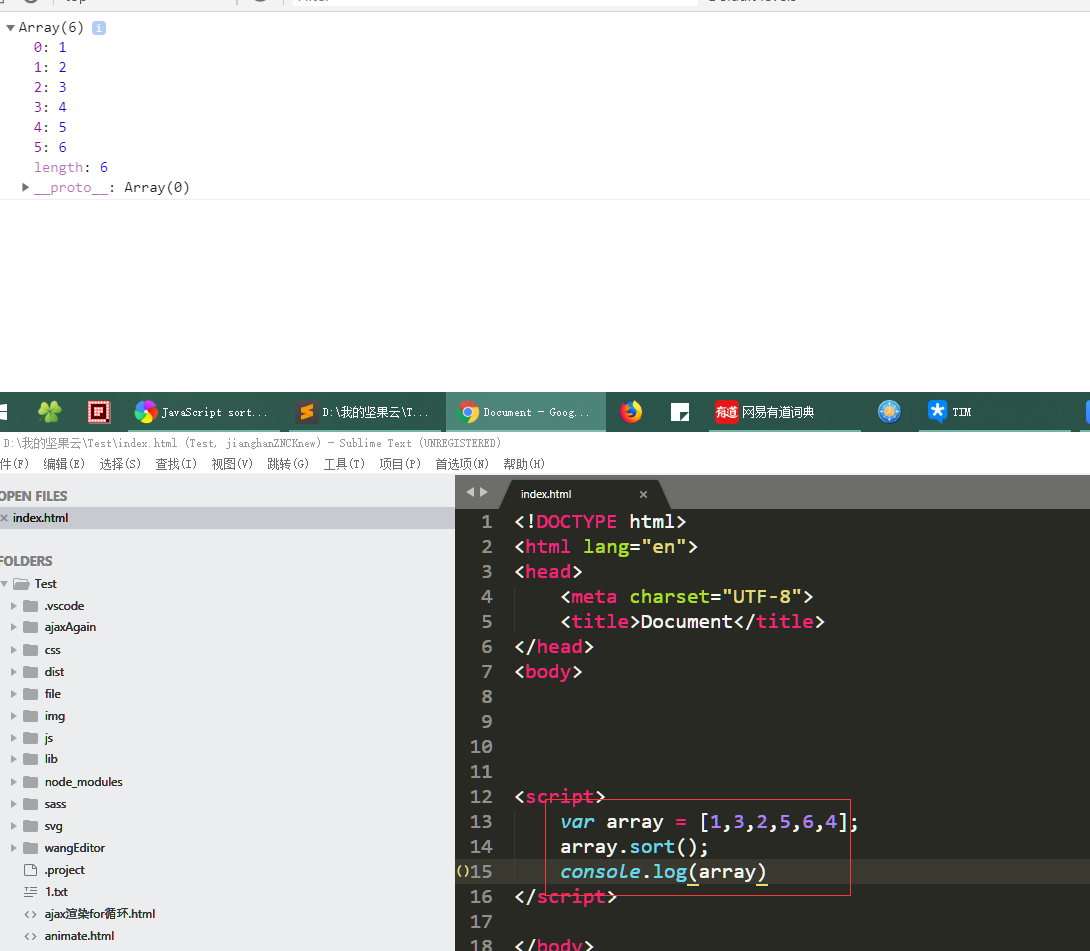 Array(6) i
0: 1
1: 2
2: 3
3: 4
4: 5
5: 6
length: 6
__proto__: Array(0)
JavaScript sort... D:\我的坚果云\T... Document - Goog... 有道 网易有道词典 TIM
D:\我的坚果云\Test\index.html (Test, jianghanZNCKnew) - Sublime Text (UNREGISTERED)
件(F) 编辑(E) 选择(S) 查找(I) 视图(V) 跳转(G) 工具(T) 项目(P) 首选项(N) 帮助(H)
OPEN FILES
index.html
FOLDERS
Test
.vscode
ajaxAgain
css
dist
file
img
js
lib
node_modules
sass
svg
wangEditor
.project
1.txt
ajax渲染for循环.html
animate.html
index.html
1 <!DOCTYPE html>
2 <html lang="en">
3 <head>
4 <meta charset="UTF-8">
5 <title>Document</title>
6 </head>
7 <body>
8
9
10
11
12 <script>
13 var array = [1,3,2,5,6,4];
14 array.sort();
15 console.log(array)
16 </script>
17
18 </body>